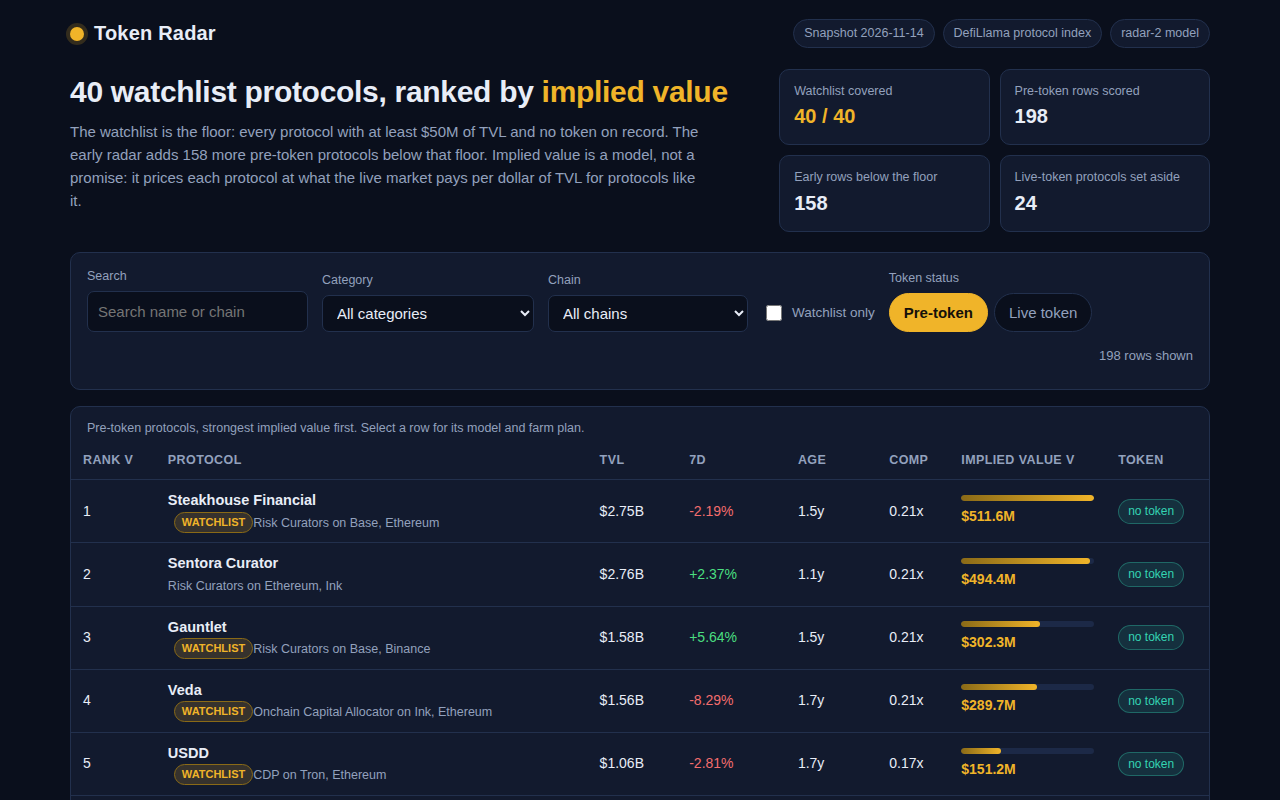 Token Radar
Snapshot 2026-11-14
DefiLlama protocol index
radar-2 model
40 watchlist protocols, ranked by implied value
The watchlist is the floor: every protocol with at least $50M of TVL and no token on record. The
early radar adds 158 more pre-token protocols below that floor. Implied value is a model, not a
promise: it prices each protocol at what the live market pays per dollar of TVL for protocols like
it.
Watchlist covered
40 / 40
Pre-token rows scored
198
Early rows below the floor
158
Live-token protocols set aside
24
Search
Search name or chain
Category
All categories
Chain
All chains
Watchlist only
Token status
Pre-token
Live token
198 rows shown
Pre-token protocols, strongest implied value first. Select a row for its model and farm plan.
RANK V PROTOCOL TVL 7D AGE COMP IMPLIED VALUE V TOKEN
1 Steakhouse Financial $2.75B -2.19% 1.5y 0.21x $511.6M no token
WATCHLIST Risk Curators on Base, Ethereum
2 Sentora Curator $2.76B +2.37% 1.1y 0.21x $494.4M no token
Risk Curators on Ethereum, Ink
3 Gauntlet $1.58B +5.64% 1.5y 0.21x $302.3M no token
WATCHLIST Risk Curators on Base, Binance
4 Veda $1.56B -8.29% 1.7y 0.21x $289.7M no token
WATCHLIST Onchain Capital Allocator on Ink, Ethereum
5 USDD $1.06B -2.81% 1.7y 0.17x $151.2M no token
WATCHLIST CDP on Tron, Ethereum